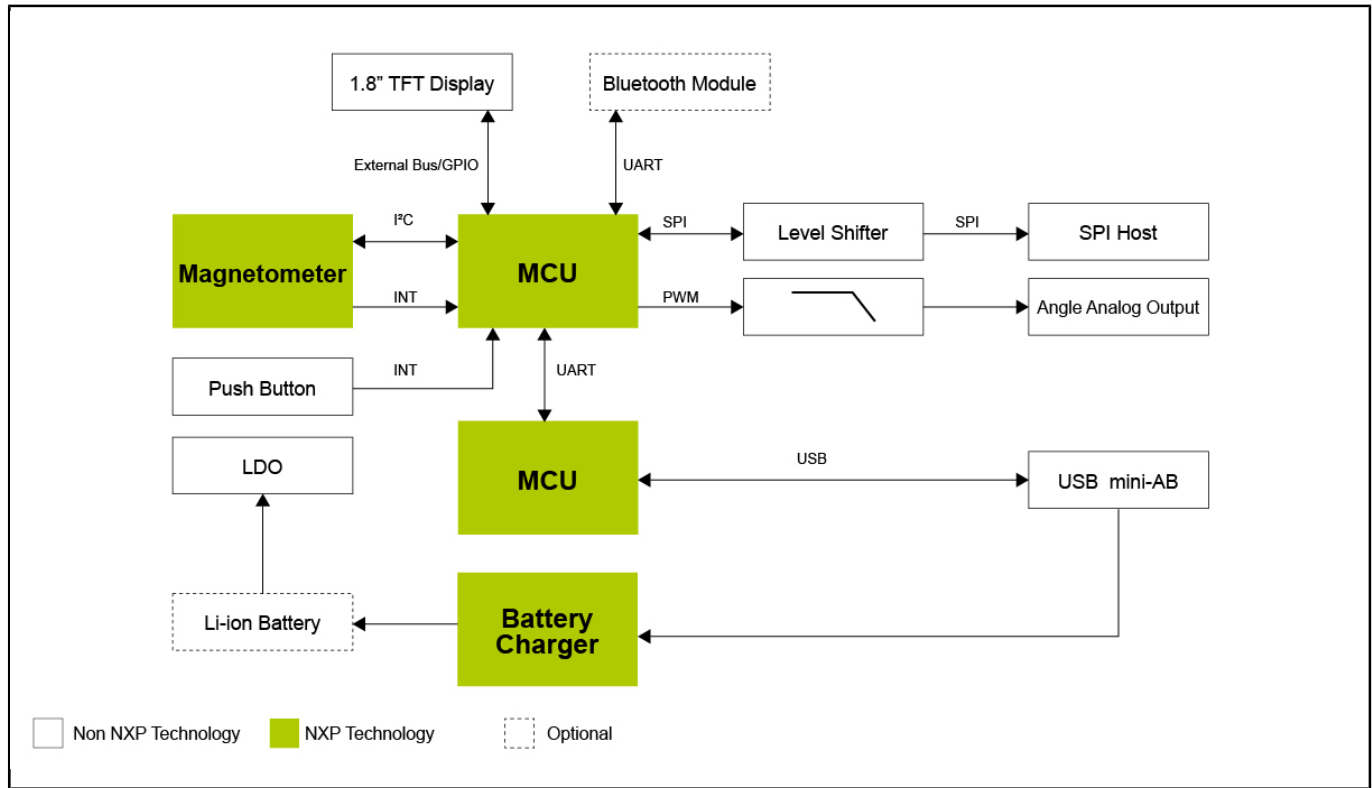 1.8” TFT Display
Bluetooth Module
External Bus/GPIO
UART
I²C
SPI
Level Shifter
SPI
SPI Host
Magnetometer
MCU
INT
PWM
Angle Analog Output
Push Button
INT
UART
LDO
MCU
USB
USB mini-AB
Li-ion Battery
Battery
Charger
Non NXP Technology
NXP Technology
Optional